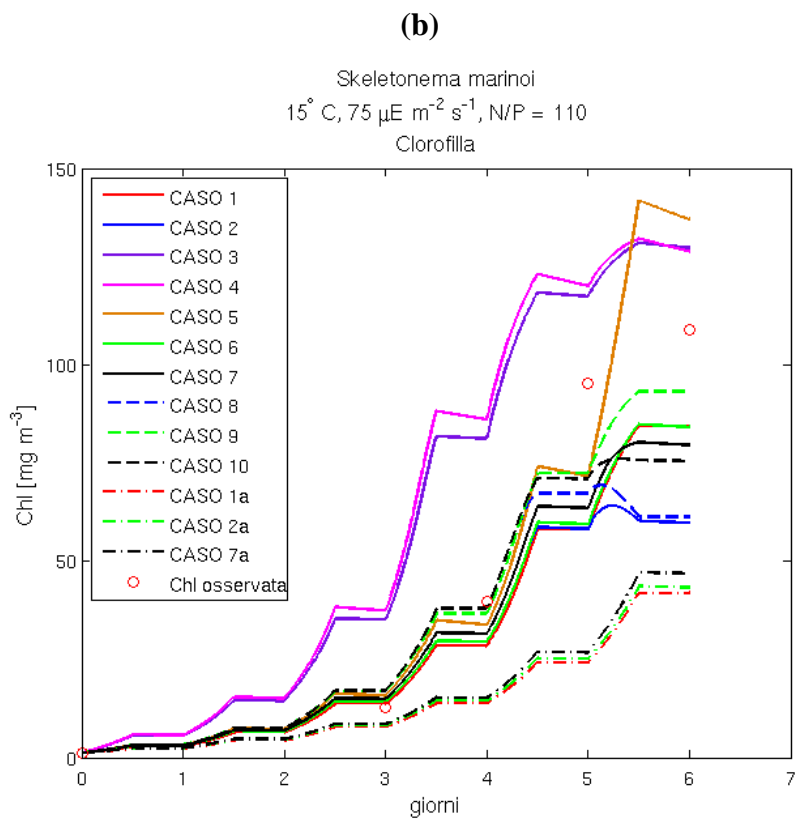 (b)
Skeletonema marinoi
15° C, 75 μE m⁻² s⁻¹, N/P = 110
Clorofilla
150
100
50
0
Chl [mg m⁻³]
CASO 1
CASO 2
CASO 3
CASO 4
CASO 5
CASO 6
CASO 7
CASO 8
CASO 9
CASO 10
CASO 1a
CASO 2a
CASO 7a
Chl osservata
0 1 2 3 4 5 6 7
giorni